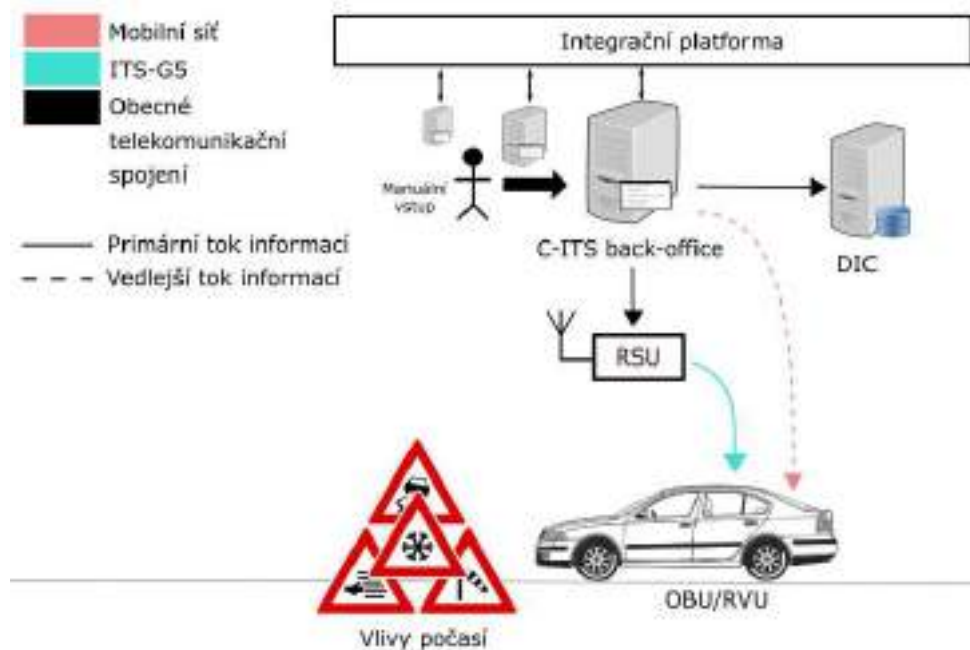 Mobilní síť
ITS-G5
Obecné
telekomunikační
spojení
Primární tok informací
Vedlejší tok informací
Integrační platforma
Manuální
vstup
C-ITS back-office
DIC
RSU
OBU/RVU
Vlivy počasí